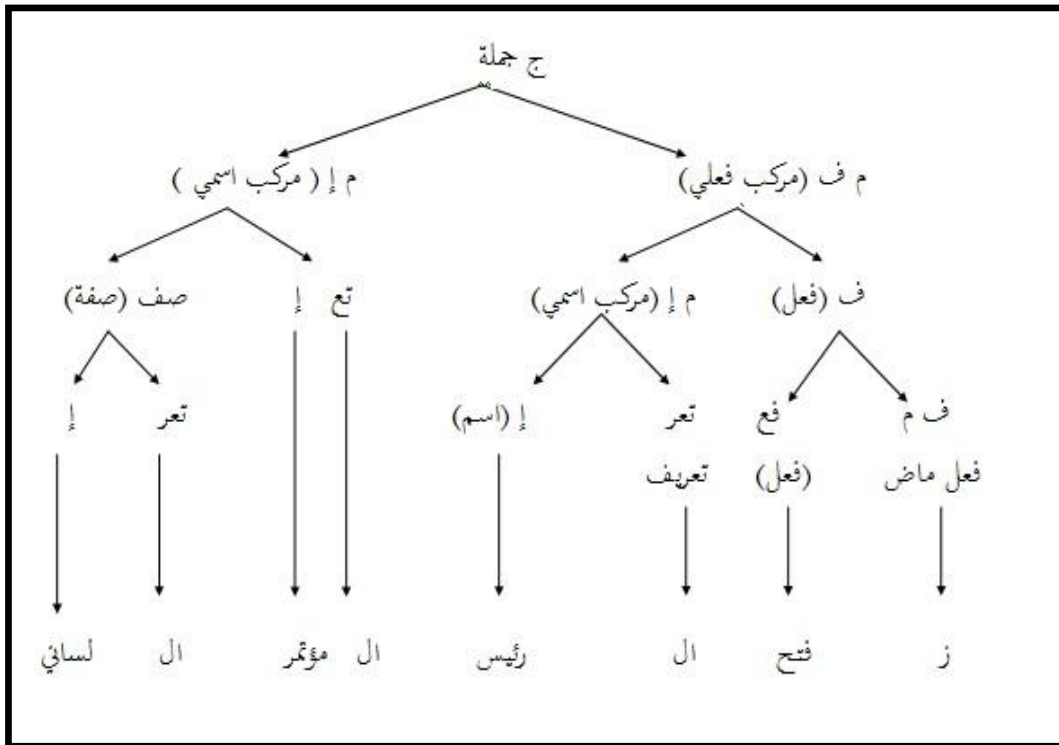 ج جملة
م ف (مركب فعلي) م إ ( مركب اسمي )
ف (فعل) م إ (مركب اسمي) تع إ صف (صفة)
ف م فع تعر إ (اسم) تعر إ
فعل ماض (فعل) تعريف
ز فتح ال رئيس ال مؤتمر ال لساني